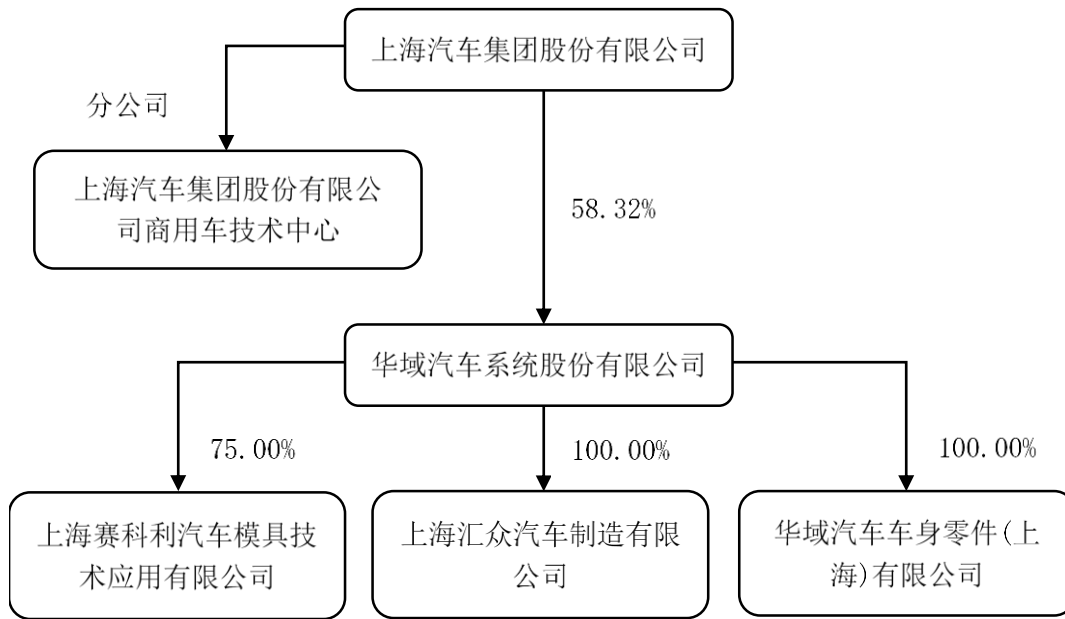 上海汽车集团股份有限公司
分公司
上海汽车集团股份有限公
司商用车技术中心
58.32%
华域汽车系统股份有限公司
75.00%
100.00%
100.00%
上海赛科利汽车模具技
术应用有限公司
上海汇众汽车制造有限
公司
华域汽车车身零件(上
海)有限公司